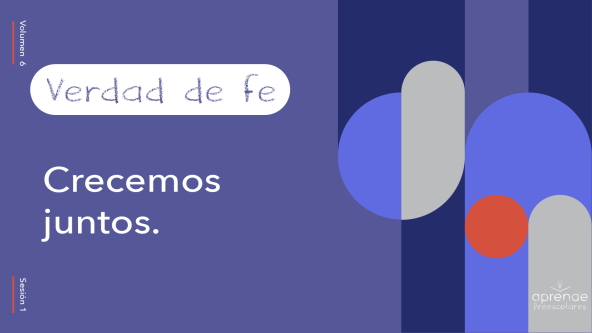 Volumen 6
Verdad de fe
Crecemos
juntos.
Sesión 1
aprende
Preescolares